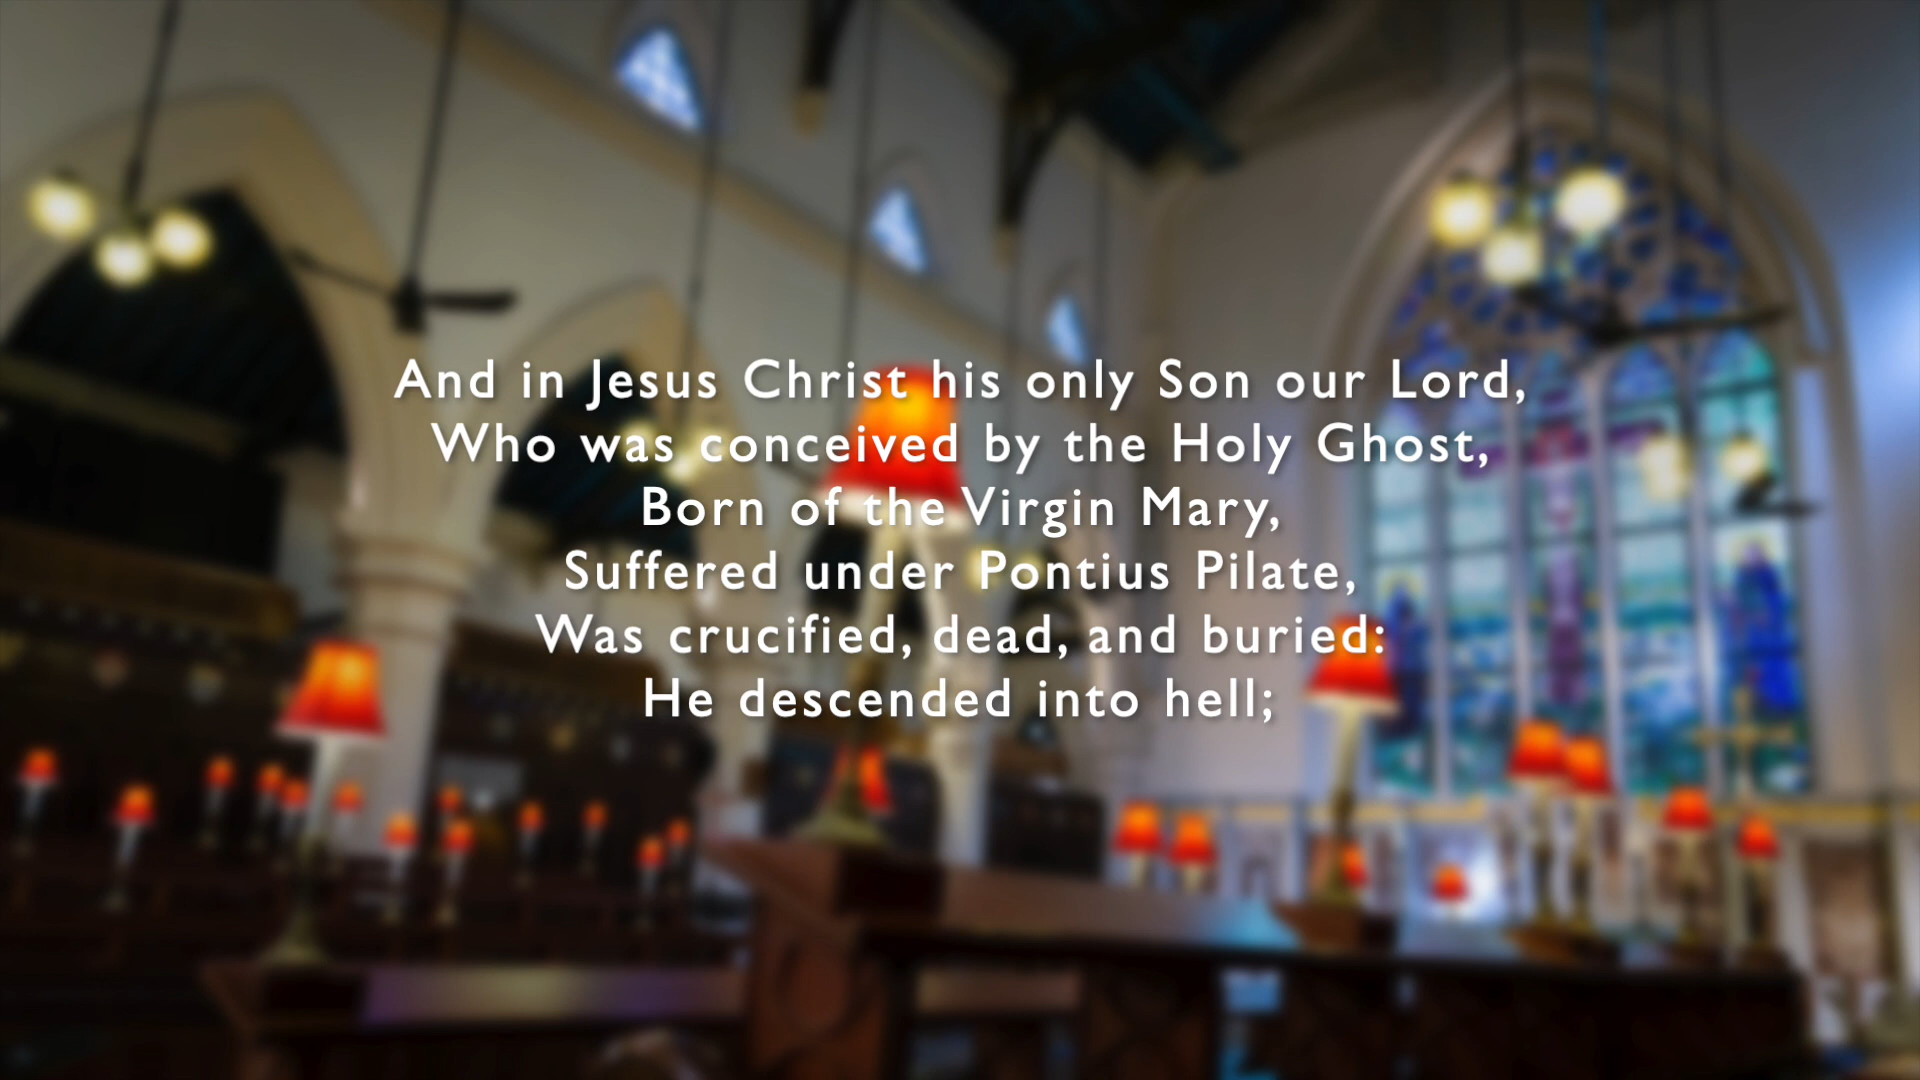 And in Jesus Christ his only Son our Lord,
Who was conceived by the Holy Ghost,
Born of the Virgin Mary,
Suffered under Pontius Pilate,
Was crucified, dead, and buried:
He descended into hell;